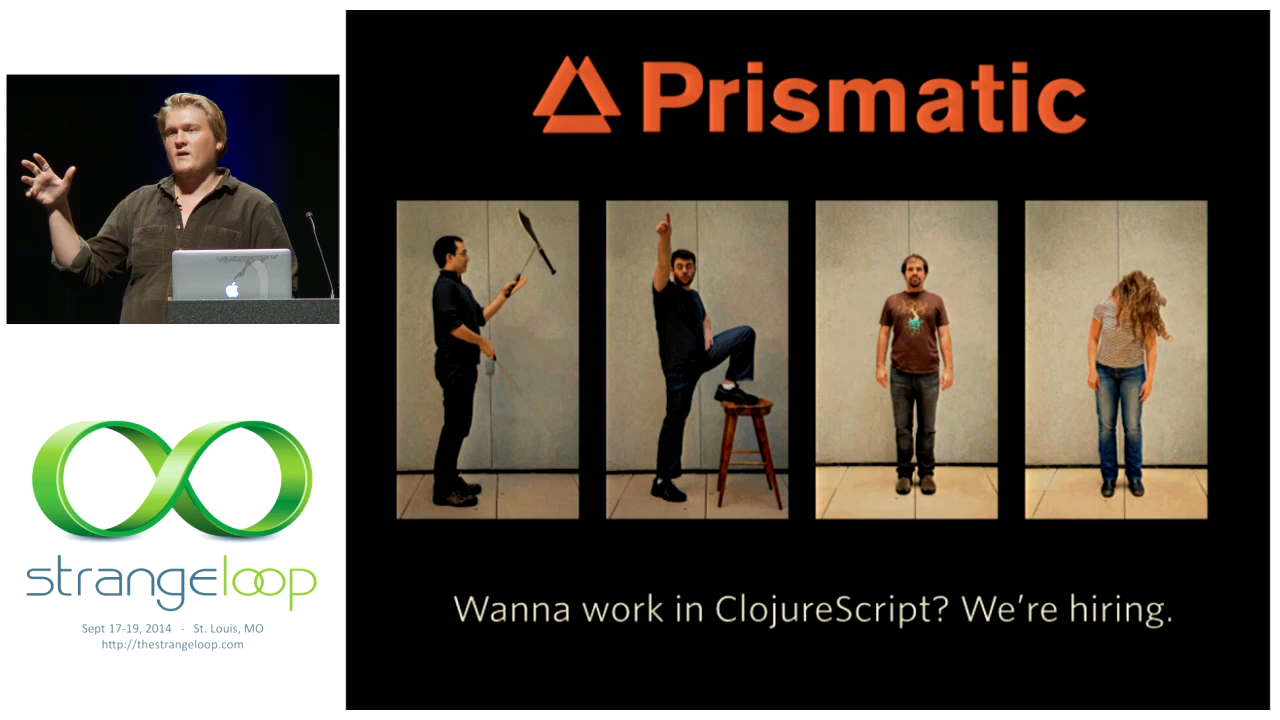 Prismatic
Wanna work in ClojureScript? We're hiring.
strangeloop
Sept 17-19, 2014 - St. Louis, MO
http://thestrangeloop.com